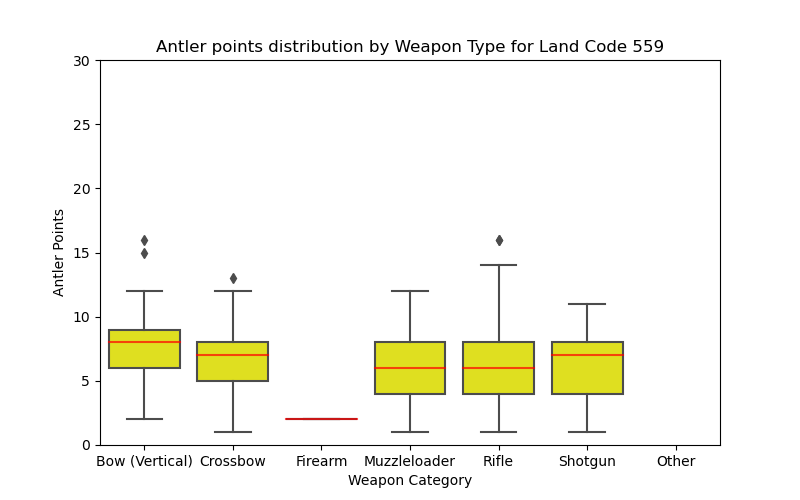 Antler points distribution by Weapon Type for Land Code 559
30
25
20
15
10
5
0
Antler Points
Bow (Vertical) Crossbow Firearm Muzzleloader Rifle Shotgun Other
Weapon Category